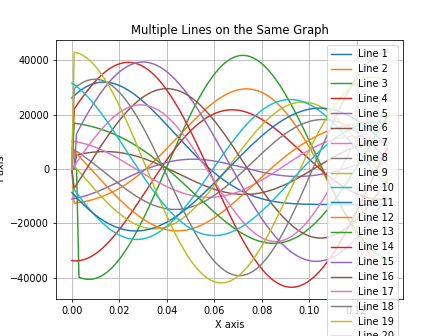 Multiple Lines on the Same Graph
40000
20000
0
−20000
−40000
axis
0.00
0.02
0.04
0.06
0.08
0.10
X axis
Line 1
Line 2
Line 3
Line 4
Line 5
Line 6
Line 7
Line 8
Line 9
Line 10
Line 11
Line 12
Line 13
Line 14
Line 15
Line 16
Line 17
Line 18
Line 19
Line 20